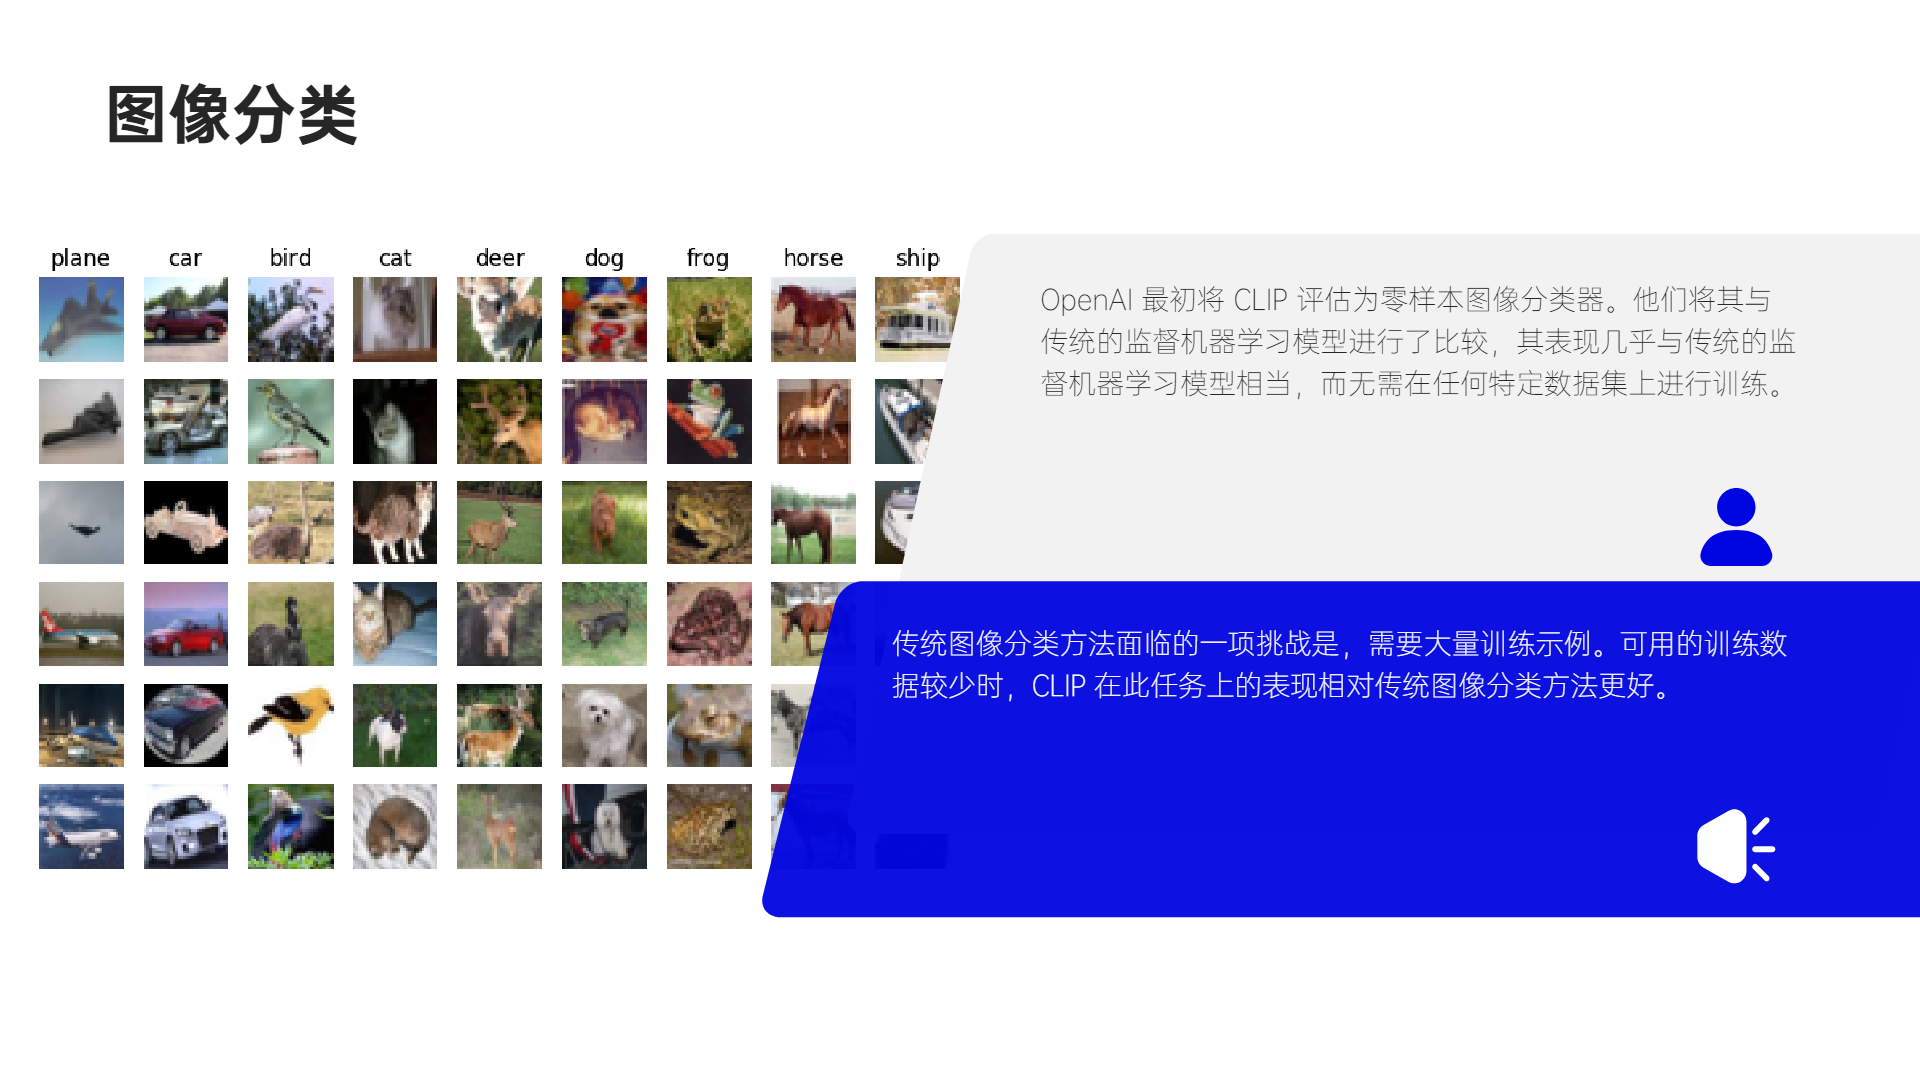 图像分类
plane car bird cat deer dog frog horse ship
OpenAI 最初将 CLIP 评估为零样本图像分类器。他们将其与
传统的监督机器学习模型进行了比较，其表现几乎与传统的监
督机器学习模型相当，而无需在任何特定数据集上进行训练。
传统图像分类方法面临的一项挑战是，需要大量训练示例。可用的训练数
据较少时，CLIP 在此任务上的表现相对传统图像分类方法更好。